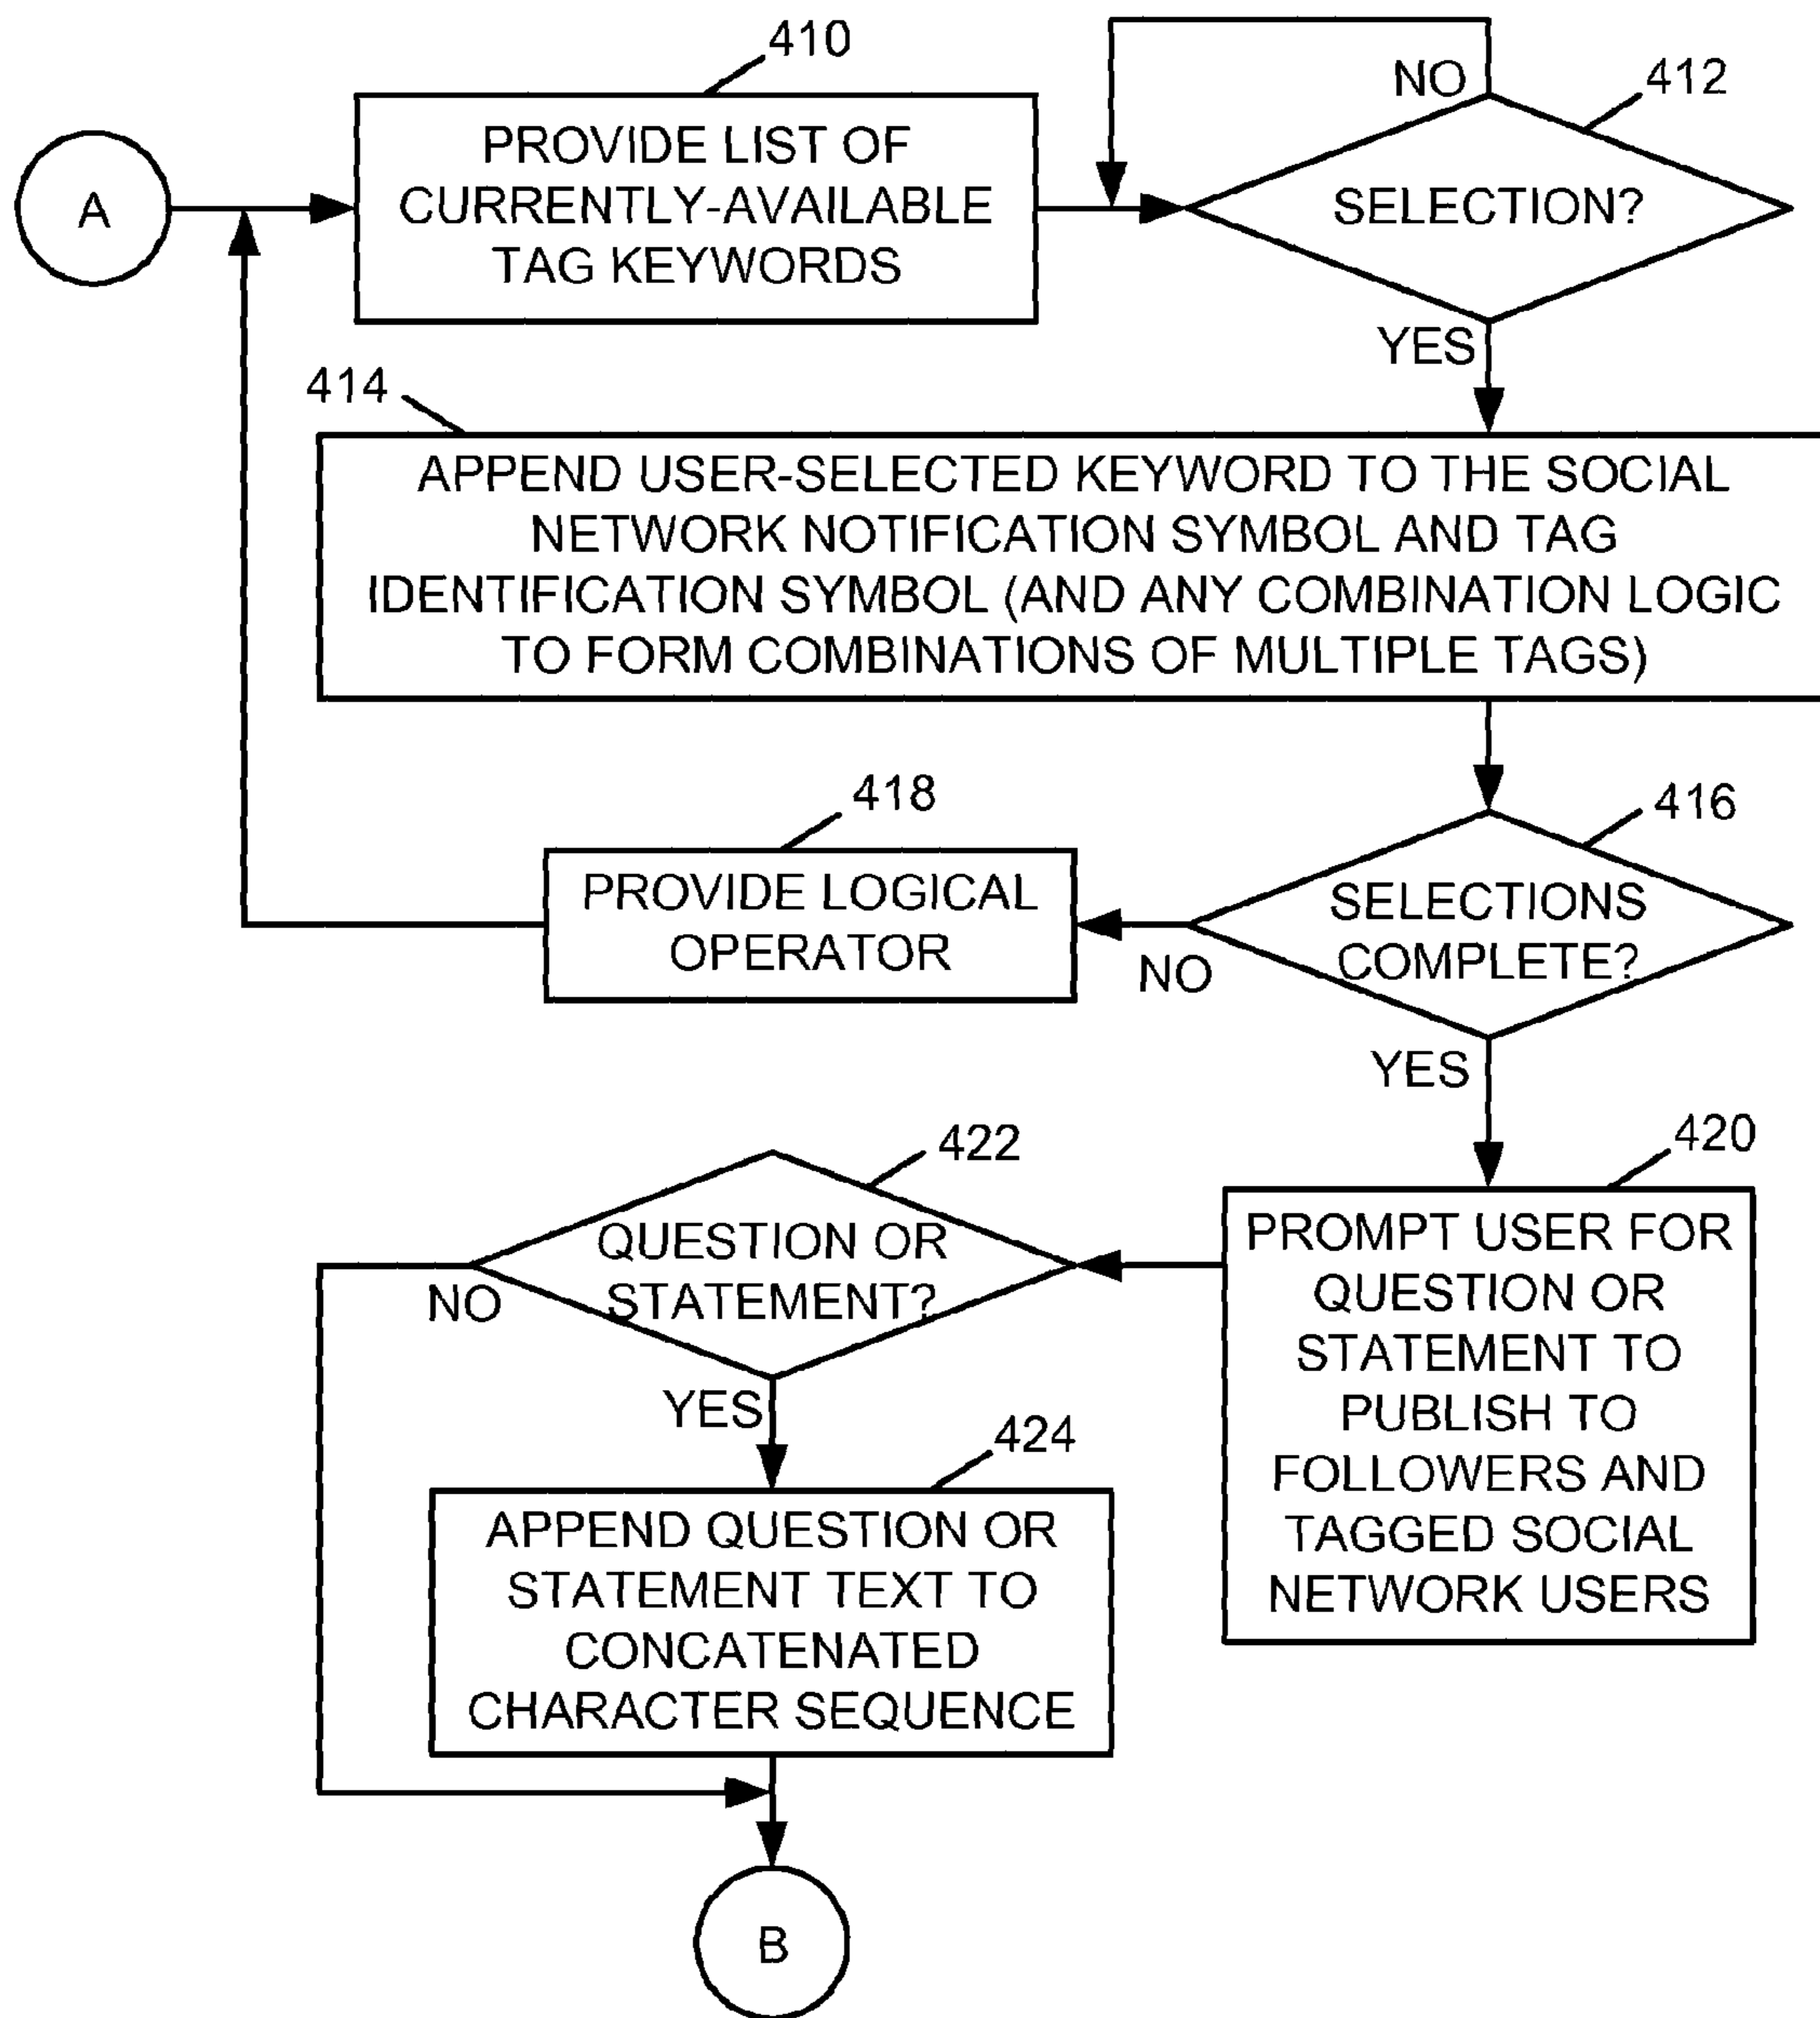 410
NO
412
A
PROVIDE LIST OF
CURRENTLY-AVAILABLE
TAG KEYWORDS
SELECTION?
YES
414
APPEND USER-SELECTED KEYWORD TO THE SOCIAL
NETWORK NOTIFICATION SYMBOL AND TAG
IDENTIFICATION SYMBOL (AND ANY COMBINATION LOGIC
TO FORM COMBINATIONS OF MULTIPLE TAGS)
418
416
PROVIDE LOGICAL
OPERATOR
SELECTIONS
COMPLETE?
NO
YES
422
420
QUESTION OR
STATEMENT?
NO
YES
PROMPT USER FOR
QUESTION OR
STATEMENT TO
PUBLISH TO
FOLLOWERS AND
TAGGED SOCIAL
NETWORK USERS
424
APPEND QUESTION OR
STATEMENT TEXT TO
CONCATENATED
CHARACTER SEQUENCE
B